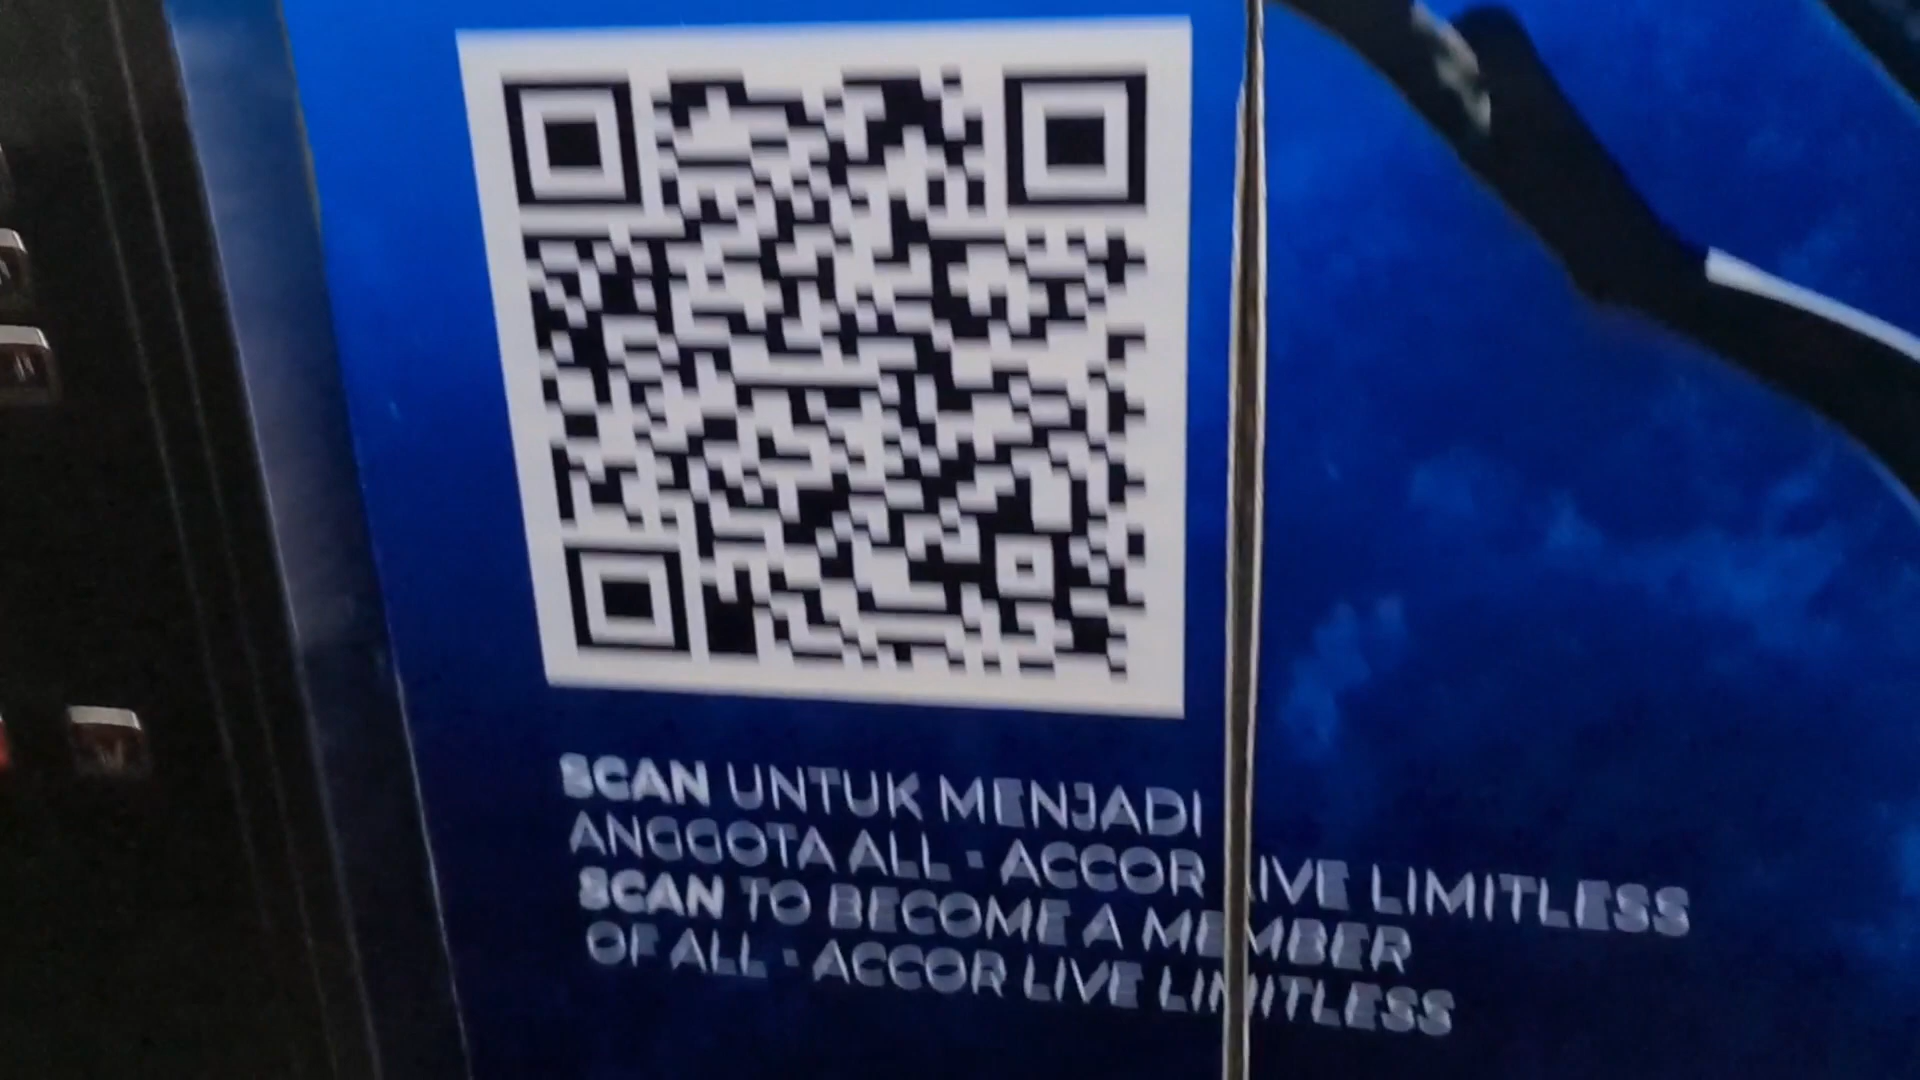 SCAN UNTUK MENJADI
ANGGOTA ALL - ACCOR LIVE LIMITLESS
SCAN TO BECOME A MEMBER
OF ALL - ACCOR LIVE LIMITLESS